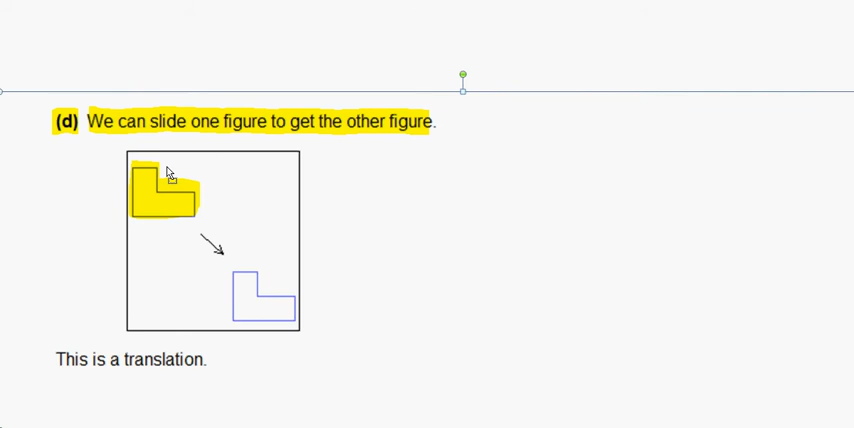 (d) We can slide one figure to get the other figure.
This is a translation.